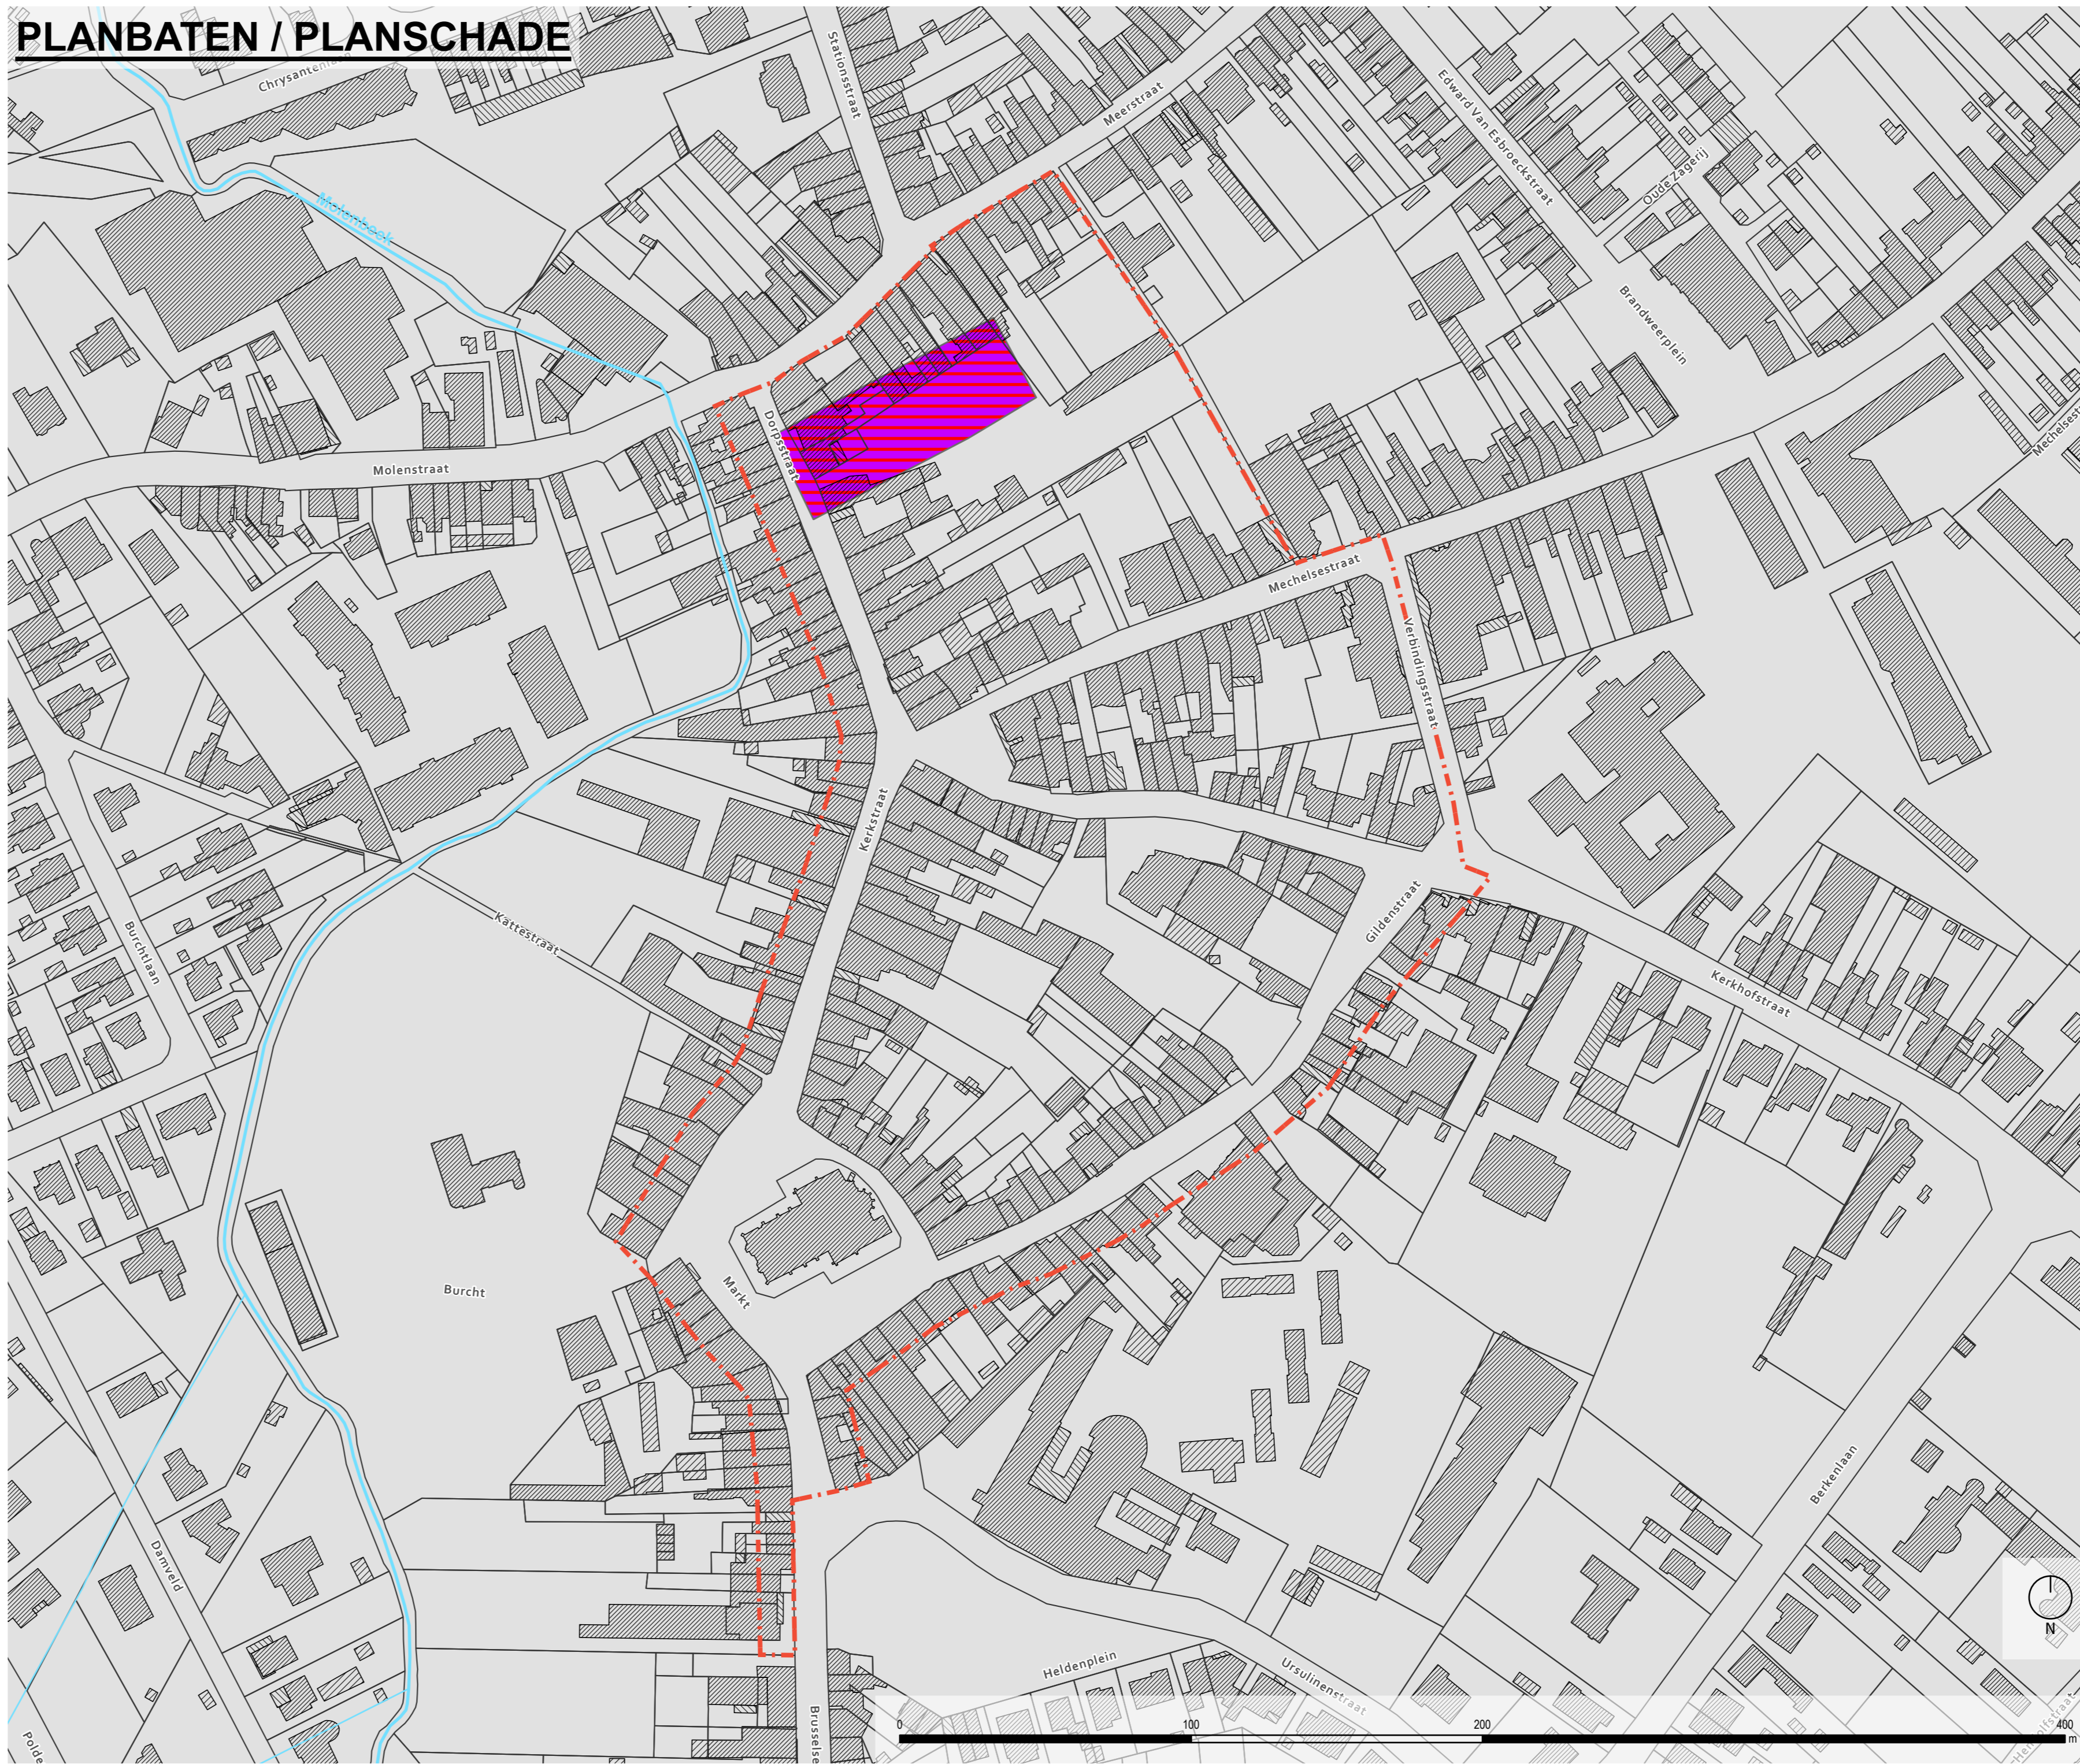 PLANBATEN / PLANSCHADE
Stationsstraat
Meerstraat
Edward Van Esbroeckstraat
Oude Zagerij
Molenbeek
Brandweerplein
Dorpsstraat
Molenstraat
Mechelsestraat
Verbindingsstraat
Kerkstraat
Gildenstraat
Kattestraat
Burchtlaan
Kerkhofstraat
Burcht
Markt
Berkenlaan
Damveld
Heldenplein
Ursulinenstraat
N
0
100
200
400
m